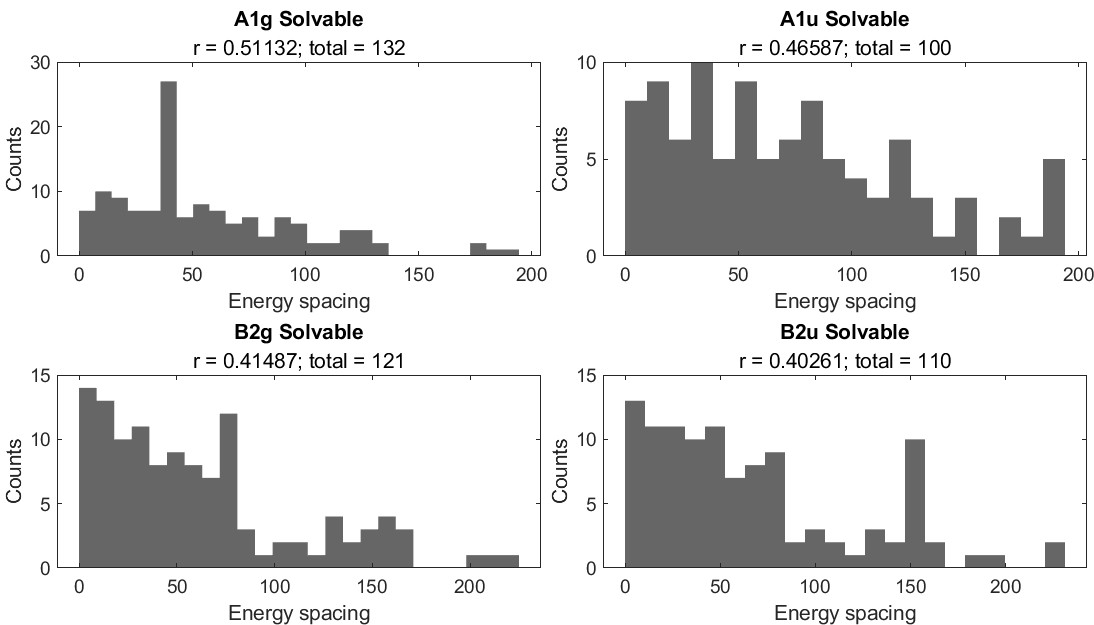 A1g Solvable
r = 0.51132; total = 132
30
20
10
0
Counts
0 50 100 150 200
Energy spacing
A1u Solvable
r = 0.46587; total = 100
10
5
0
Counts
0 50 100 150 200
Energy spacing
B2g Solvable
r = 0.41487; total = 121
15
10
5
0
Counts
0 50 100 150 200
Energy spacing
B2u Solvable
r = 0.40261; total = 110
15
10
5
0
Counts
0 50 100 150 200
Energy spacing